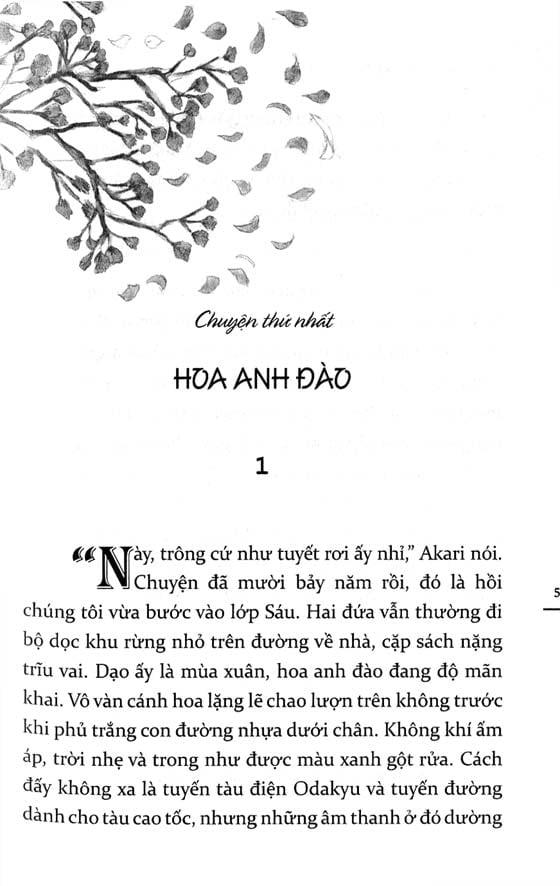 Chuyện thứ nhất
HOA ANH ĐÀO
1
“Này, trông cứ như tuyết rơi ấy nhỉ,” Akari nói.
Chuyện đã mười bảy năm rồi, đó là hồi
chúng tôi vừa bước vào lớp Sáu. Hai đứa vẫn thường đi
bộ dọc khu rừng nhỏ trên đường về nhà, cặp sách nặng
trĩu vai. Dạo ấy là mùa xuân, hoa anh đào đang độ mãn
khai. Vô vàn cánh hoa lặng lẽ chao lượn trên không trước
khi phủ trắng con đường nhựa dưới chân. Không khí ấm
áp, trời nhẹ và trong như được màu xanh gột rửa. Cách
đấy không xa là tuyến tàu điện Odakyu và tuyến đường
dành cho tàu cao tốc, nhưng những âm thanh ở đó dường
5